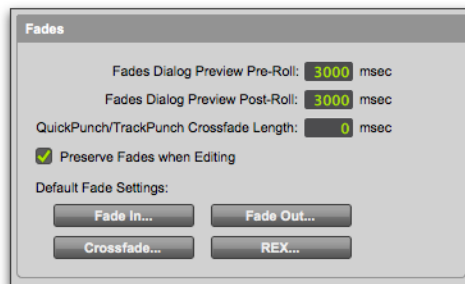 Fades
Fades Dialog Preview Pre-Roll: 3000 msec
Fades Dialog Preview Post-Roll: 3000 msec
QuickPunch/TrackPunch Crossfade Length: 0 msec
Preserve Fades when Editing
Default Fade Settings:
Fade In... Fade Out...
Crossfade... REX...